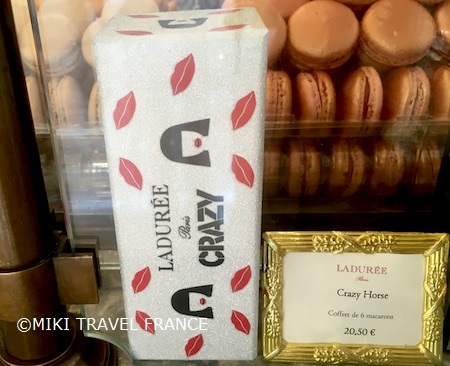 LADURÉE
Paris
CRAZY
LADURÉE
Paris
Crazy Horse
Coffret de 6 macarons
20,50 €
©MIKI TRAVEL FRANCE